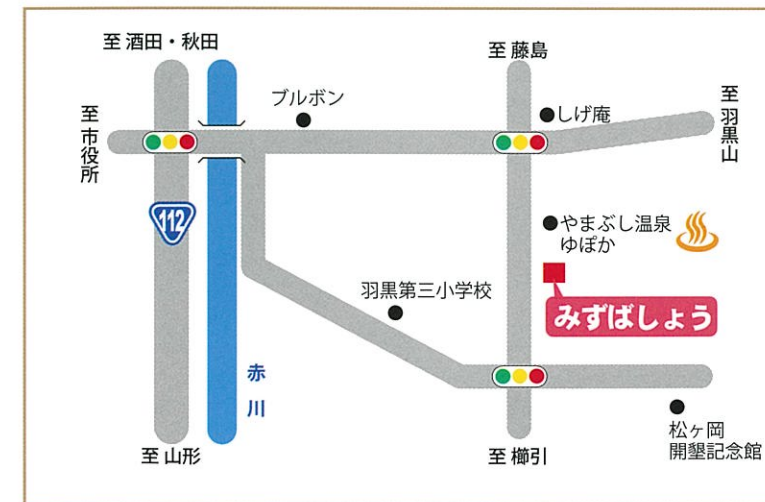 至 酒田・秋田
至 藤島
ブルボン
しげ庵
至 市役所
至 羽黒山
112
やまぶし温泉
ゆぽか
羽黒第三小学校
みずばしょう
赤川
松ヶ岡
開墾記念館
至 山形
至 櫛引